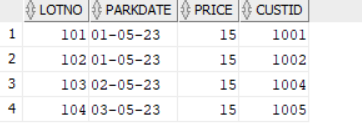 LOTNO PARKDATE PRICE CUSTID
1 101 01-05-23 15 1001
2 102 01-05-23 15 1002
3 103 02-05-23 15 1004
4 104 03-05-23 15 1005